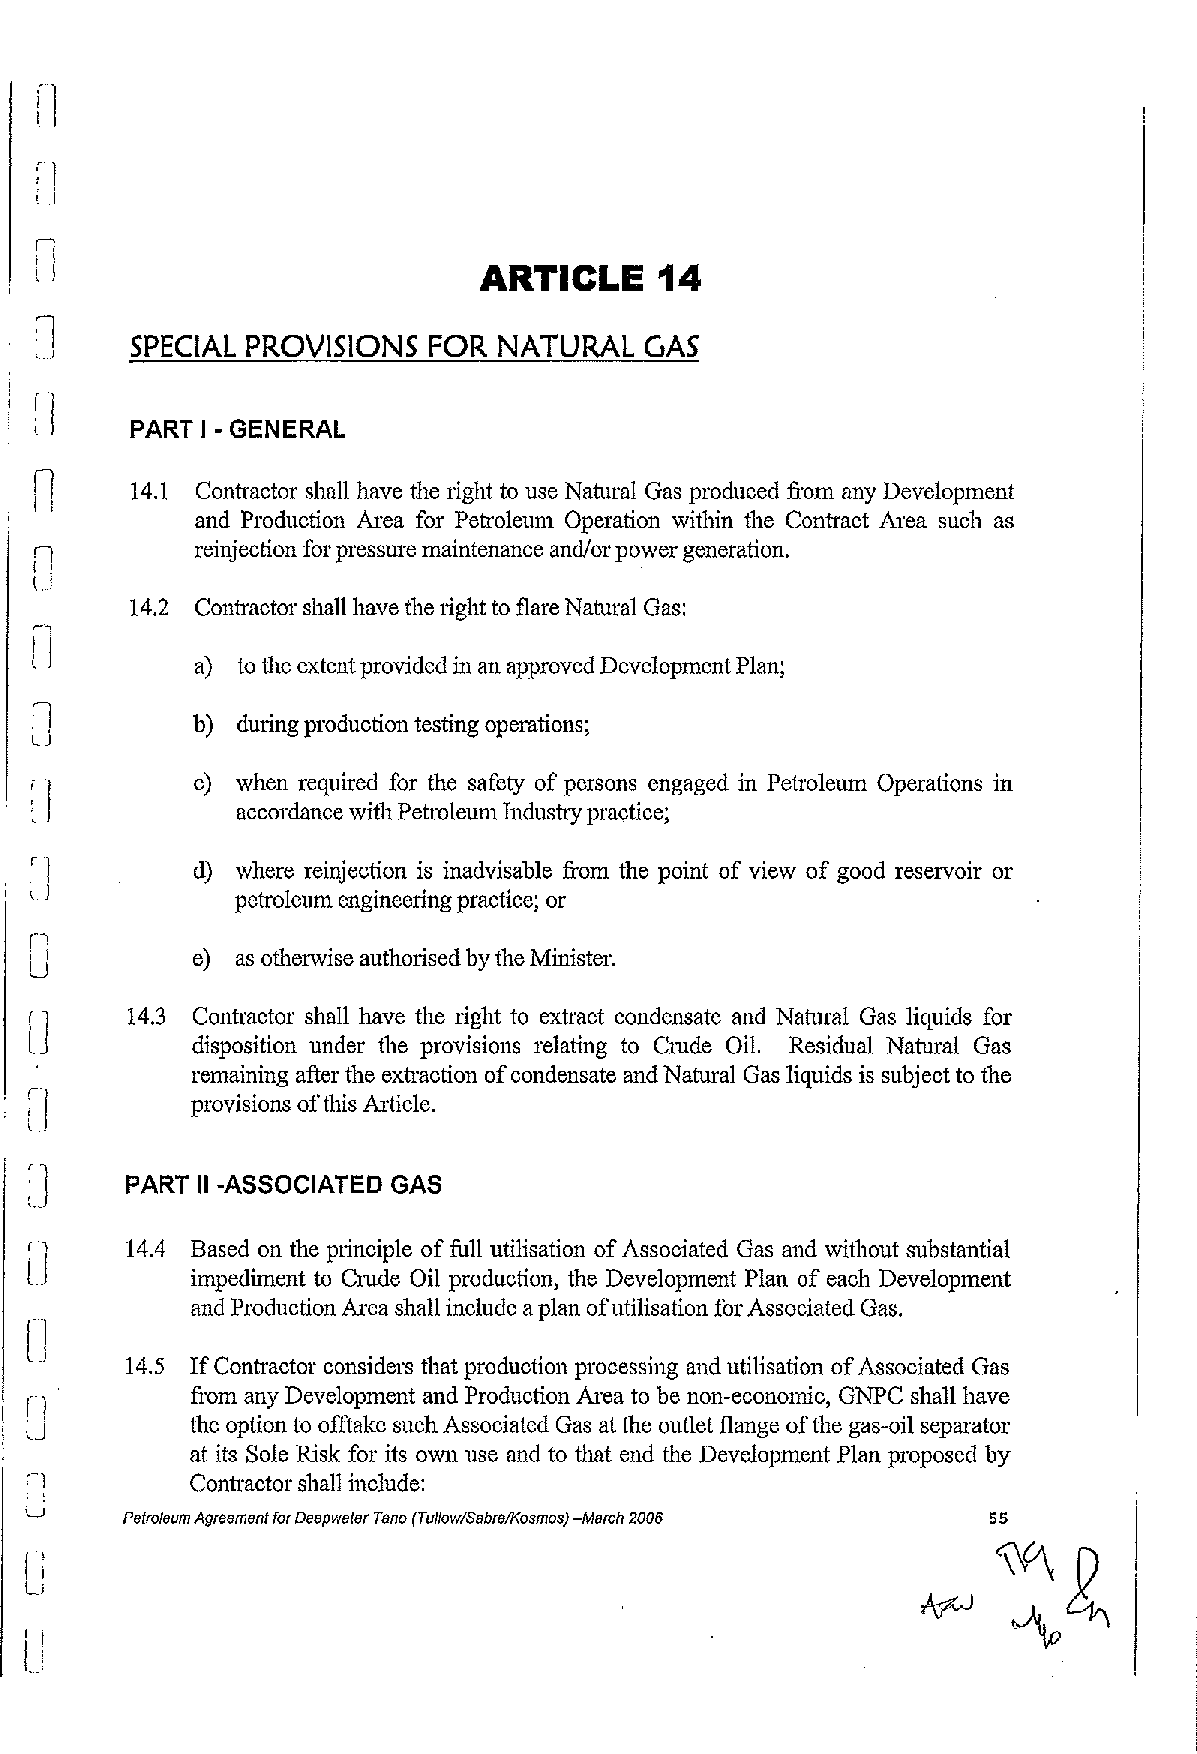 ARTICLE 14
SPECIAL PROVISIONS FOR NATURAL GAS
PART I - GENERAL
14.1 Contractor shall have the right to use Natural Gas produced from any Development
and Production Area for Petroleum Operation within the Contract Area such as
reinjection for pressure maintenance and/or power generation.
14.2 Contractor shall have the right to flare Natural Gas:
a) to the extent provided in an approved Development Plan;
b) during production testing operations;
c) when required for the safety of persons engaged in Petroleum Operations in
accordance with Petroleum Industry practice;
d) where reinjection is inadvisable from the point of view of good reservoir or
petroleum engineering practice; or
e) as otherwise authorised by the Minister.
14.3 Contractor shall have the right to extract condensate and Natural Gas liquids for
disposition under the provisions relating to Crude Oil. Residual Natural Gas
remaining after the extraction of condensate and Natural Gas liquids is subject to the
provisions of this Article.
PART II -ASSOCIATED GAS
14.4 Based on the principle of full utilisation of Associated Gas and without substantial
impediment to Crude Oil production, the Development Plan of each Development
and Production Area shall include a plan of utilisation for Associated Gas.
14.5 If Contractor considers that production processing and utilisation of Associated Gas
from any Development and Production Area to be non-economic, GNPC shall have
the option to offtake such Associated Gas at the outlet flange of the gas-oil separator
at its Sole Risk for its own use and to that end the Development Plan proposed by
Contractor shall include:
Petroleum Agreement for Deepwater Tano (Tullow/Sabre/Kosmos) –March 2006 55